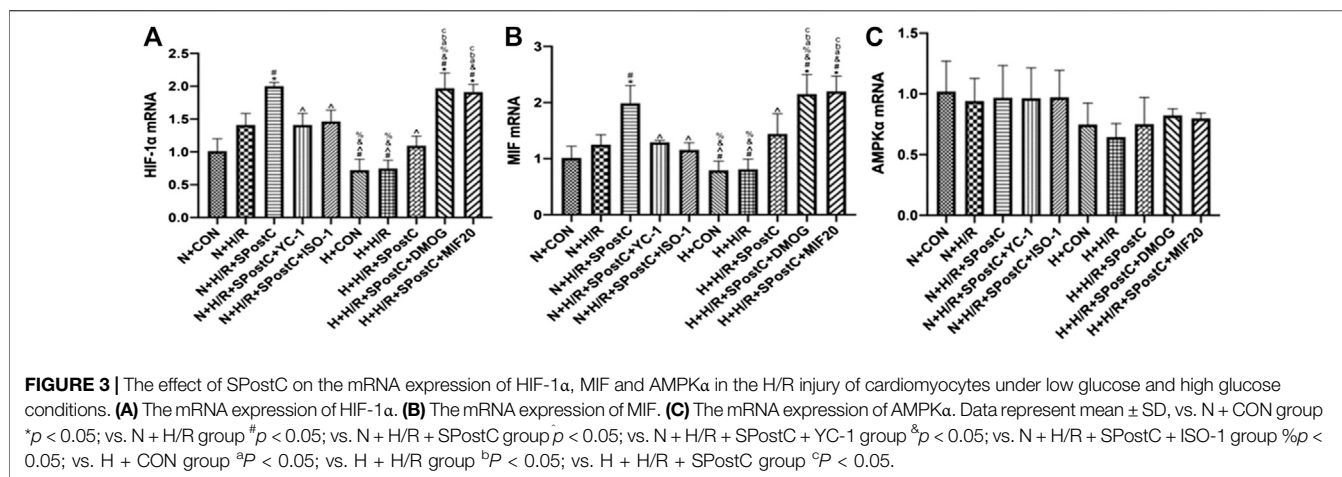 A
HIF-1α mRNA
2.5
2.0
1.5
1.0
0.5
0.0
#
*
^
^
%
&
^
#
%
&
^
#
^
c
b
a
%
&
#
*
c
b
a
&
#
*
N+CON
N+H/R
N+H/R+SPostC
N+H/R+SPostC+YC-1
N+H/R+SPostC+ISO-1
H+CON
H+H/R
H+H/R+SPostC
H+H/R+SPostC+DMOG
H+H/R+SPostC+MIF20
B
MIF mRNA
3
2
1
0
#
*
^
^
%
&
^
#
%
&
^
#
^
c
b
a
%
&
#
*
c
b
a
&
#
*
N+CON
N+H/R
N+H/R+SPostC
N+H/R+SPostC+YC-1
N+H/R+SPostC+ISO-1
H+CON
H+H/R
H+H/R+SPostC
H+H/R+SPostC+DMOG
H+H/R+SPostC+MIF20
C
AMPKα mRNA
1.5
1.0
0.5
0.0
N+CON
N+H/R
N+H/R+SPostC
N+H/R+SPostC+YC-1
N+H/R+SPostC+ISO-1
H+CON
H+H/R
H+H/R+SPostC
H+H/R+SPostC+DMOG
H+H/R+SPostC+MIF20
FIGURE 3 | The effect of SPostC on the mRNA expression of HIF-1α, MIF and AMPKα in the H/R injury of cardiomyocytes under low glucose and high glucose
conditions. (A) The mRNA expression of HIF-1α. (B) The mRNA expression of MIF. (C) The mRNA expression of AMPKα. Data represent mean ± SD, vs. N + CON group
*p < 0.05; vs. N + H/R group #p < 0.05; vs. N + H/R + SPostC group ^p < 0.05; vs. N + H/R + SPostC + YC-1 group &p < 0.05; vs. N + H/R + SPostC + ISO-1 group %p <
0.05; vs. H + CON group aP < 0.05; vs. H + H/R group bP < 0.05; vs. H + H/R + SPostC group cP < 0.05.